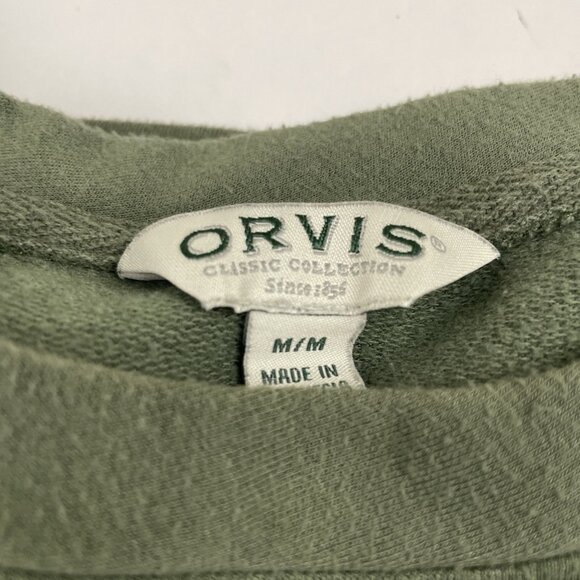 ORVIS®
CLASSIC COLLECTION
Since 1856
M/M
MADE IN